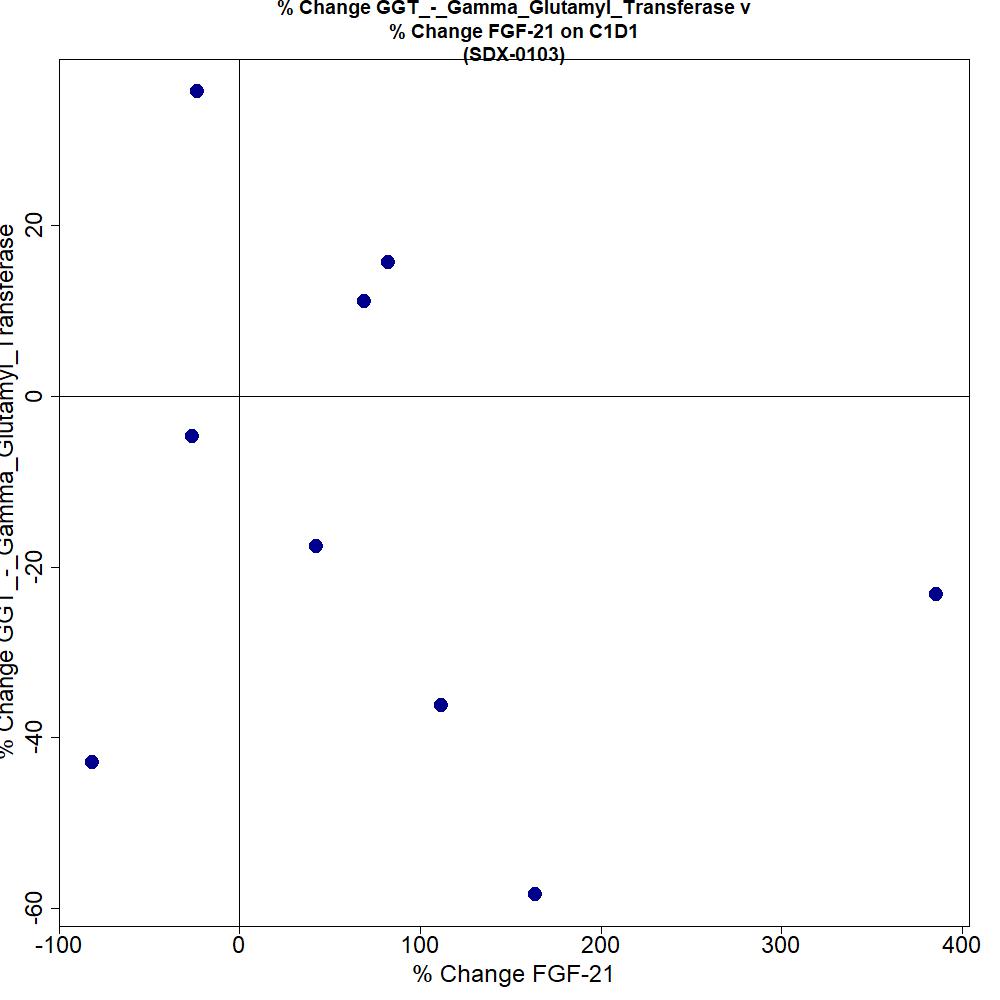 % Change GGT_-_Gamma_Glutamyl_Transferase v
% Change FGF-21 on C1D1
(SDX-0103)
% Change GGT_-_Gamma_Glutamyl_Transferase
20
0
-20
-40
-60
-100
0
100
200
300
400
% Change FGF-21